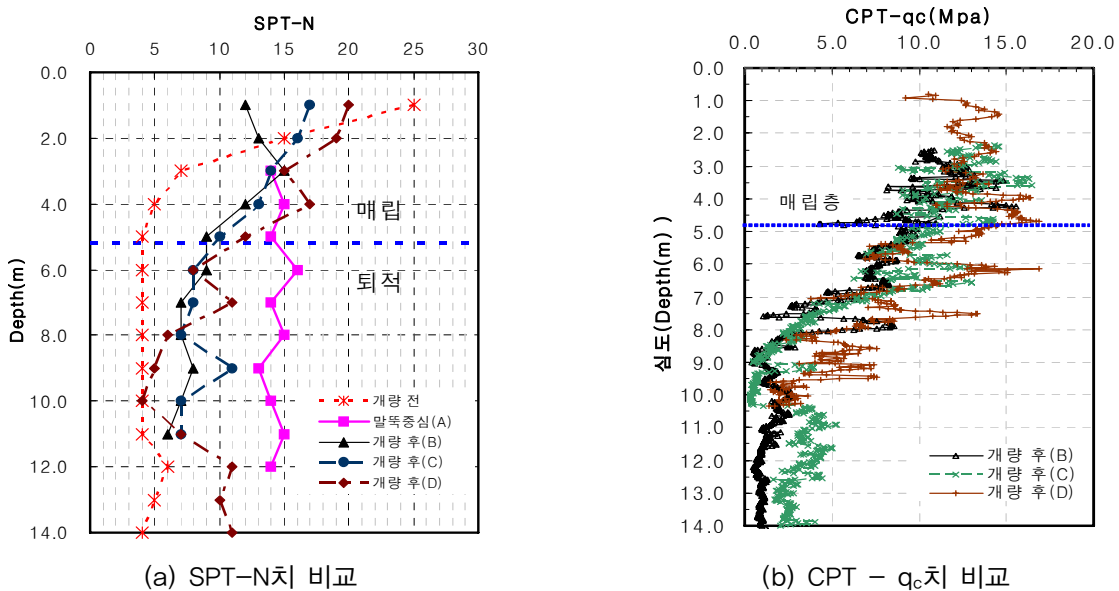 SPT-N
0 5 10 15 20 25 30
0.0
2.0
4.0
6.0
8.0
10.0
12.0
14.0
Depth(m)
매립
퇴적
개량 전
말뚝중심(A)
개량 후(B)
개량 후(C)
개량 후(D)
(a) SPT-N치 비교
CPT-qc(Mpa)
0.0 5.0 10.0 15.0 20.0
0.0
1.0
2.0
3.0
4.0
5.0
6.0
7.0
8.0
9.0
10.0
11.0
12.0
13.0
14.0
심도(Depth)(m)
매립층
개량 후(B)
개량 후(C)
개량 후(D)
(b) CPT - qc치 비교